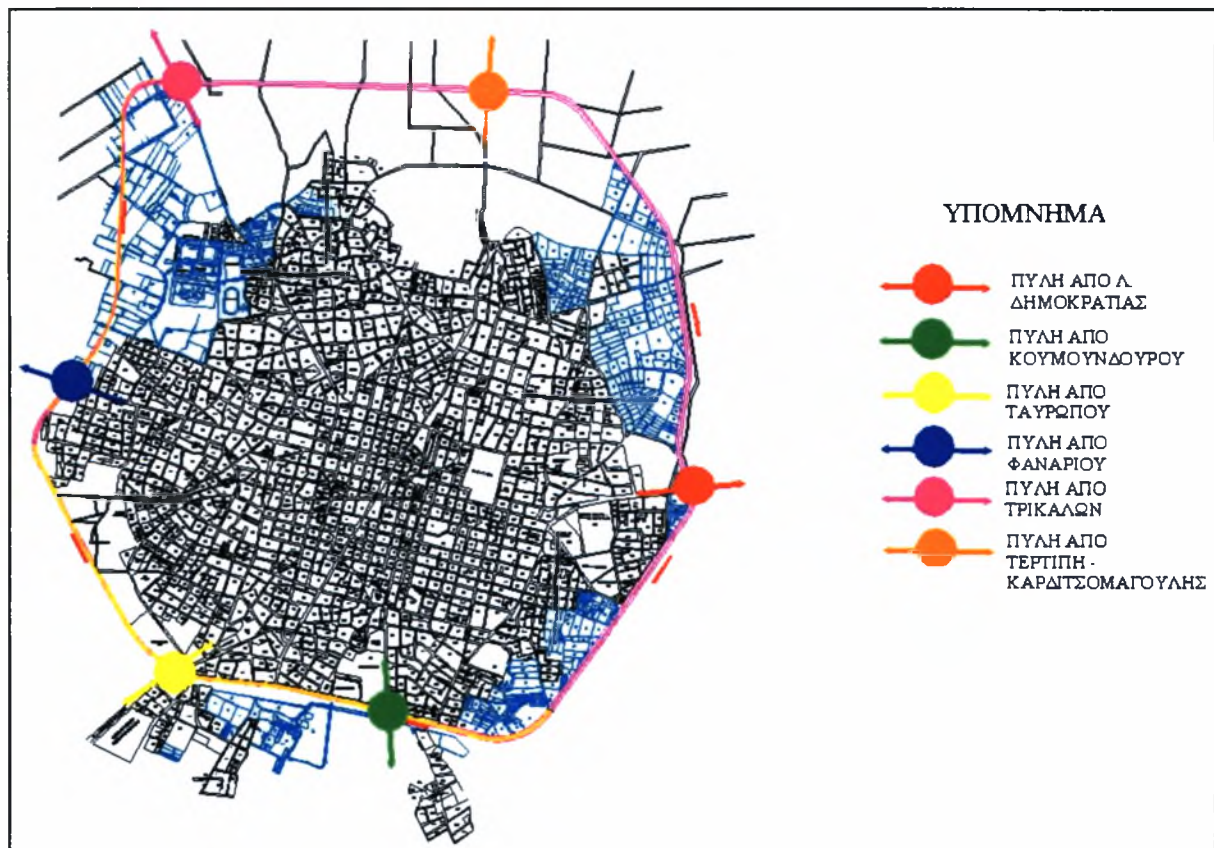 ΥΠΟΜΝΗΜΑ
ΠΥΛΗ ΑΠΟ Λ.
ΔΗΜΟΚΡΑΤΙΑΣ
ΠΥΛΗ ΑΠΟ
ΚΟΥΜΟΥΝΔΟΥΡΟΥ
ΠΥΛΗ ΑΠΟ
ΤΑΥΡΩΠΟΥ
ΠΥΛΗ ΑΠΟ
ΦΑΝΑΡΙΟΥ
ΠΥΛΗ ΑΠΟ
ΤΡΙΚΑΛΩΝ
ΠΥΛΗ ΑΠΟ
ΤΕΡΤΙΠΗ -
ΚΑΡΔΙΤΣΟΜΑΓΟΥΛΗΣ